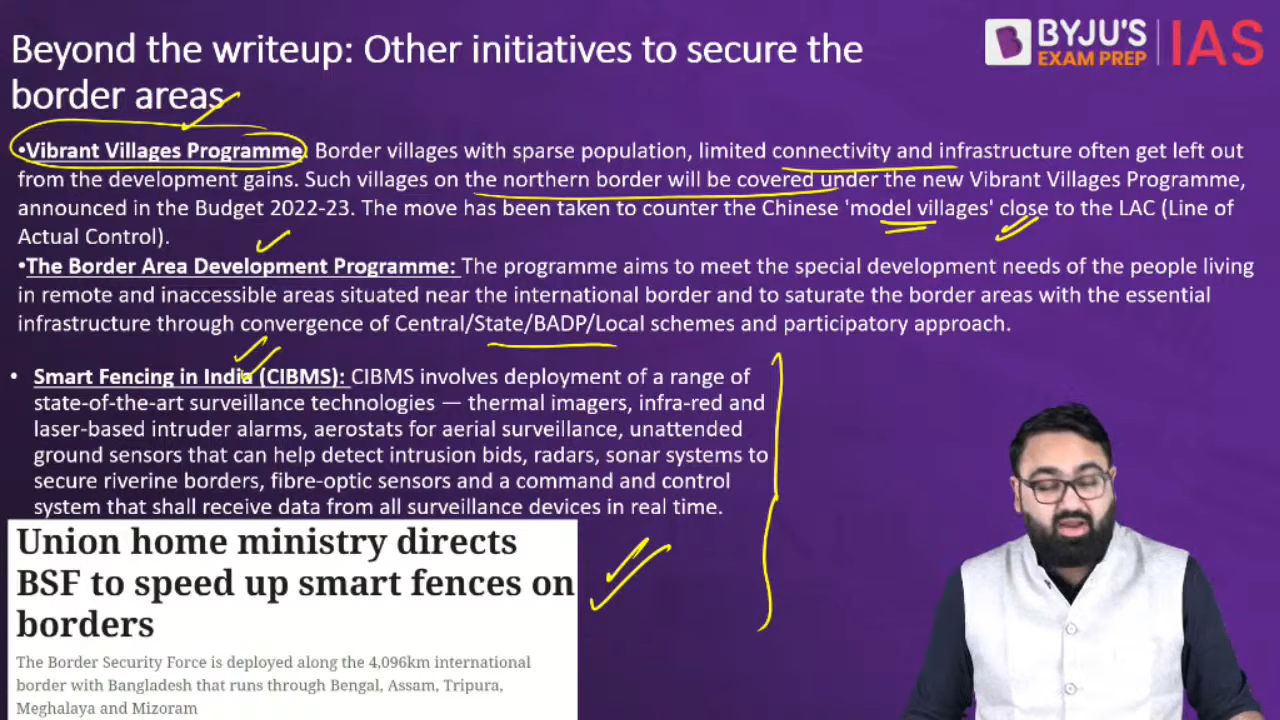 Beyond the writeup: Other initiatives to secure the
border areas
BYJU'S
EXAM PREP
IAS
•Vibrant Villages Programme: Border villages with sparse population, limited connectivity and infrastructure often get left out
from the development gains. Such villages on the northern border will be covered under the new Vibrant Villages Programme,
announced in the Budget 2022-23. The move has been taken to counter the Chinese 'model villages' close to the LAC (Line of
Actual Control).
•The Border Area Development Programme: The programme aims to meet the special development needs of the people living
in remote and inaccessible areas situated near the international border and to saturate the border areas with the essential
infrastructure through convergence of Central/State/BADP/Local schemes and participatory approach.
• Smart Fencing in India (CIBMS): CIBMS involves deployment of a range of
state-of-the-art surveillance technologies — thermal imagers, infra-red and
laser-based intruder alarms, aerostats for aerial surveillance, unattended
ground sensors that can help detect intrusion bids, radars, sonar systems to
secure riverine borders, fibre-optic sensors and a command and control
system that shall receive data from all surveillance devices in real time.
Union home ministry directs
BSF to speed up smart fences on
borders
The Border Security Force is deployed along the 4,096km international
border with Bangladesh that runs through Bengal, Assam, Tripura,
Meghalaya and Mizoram